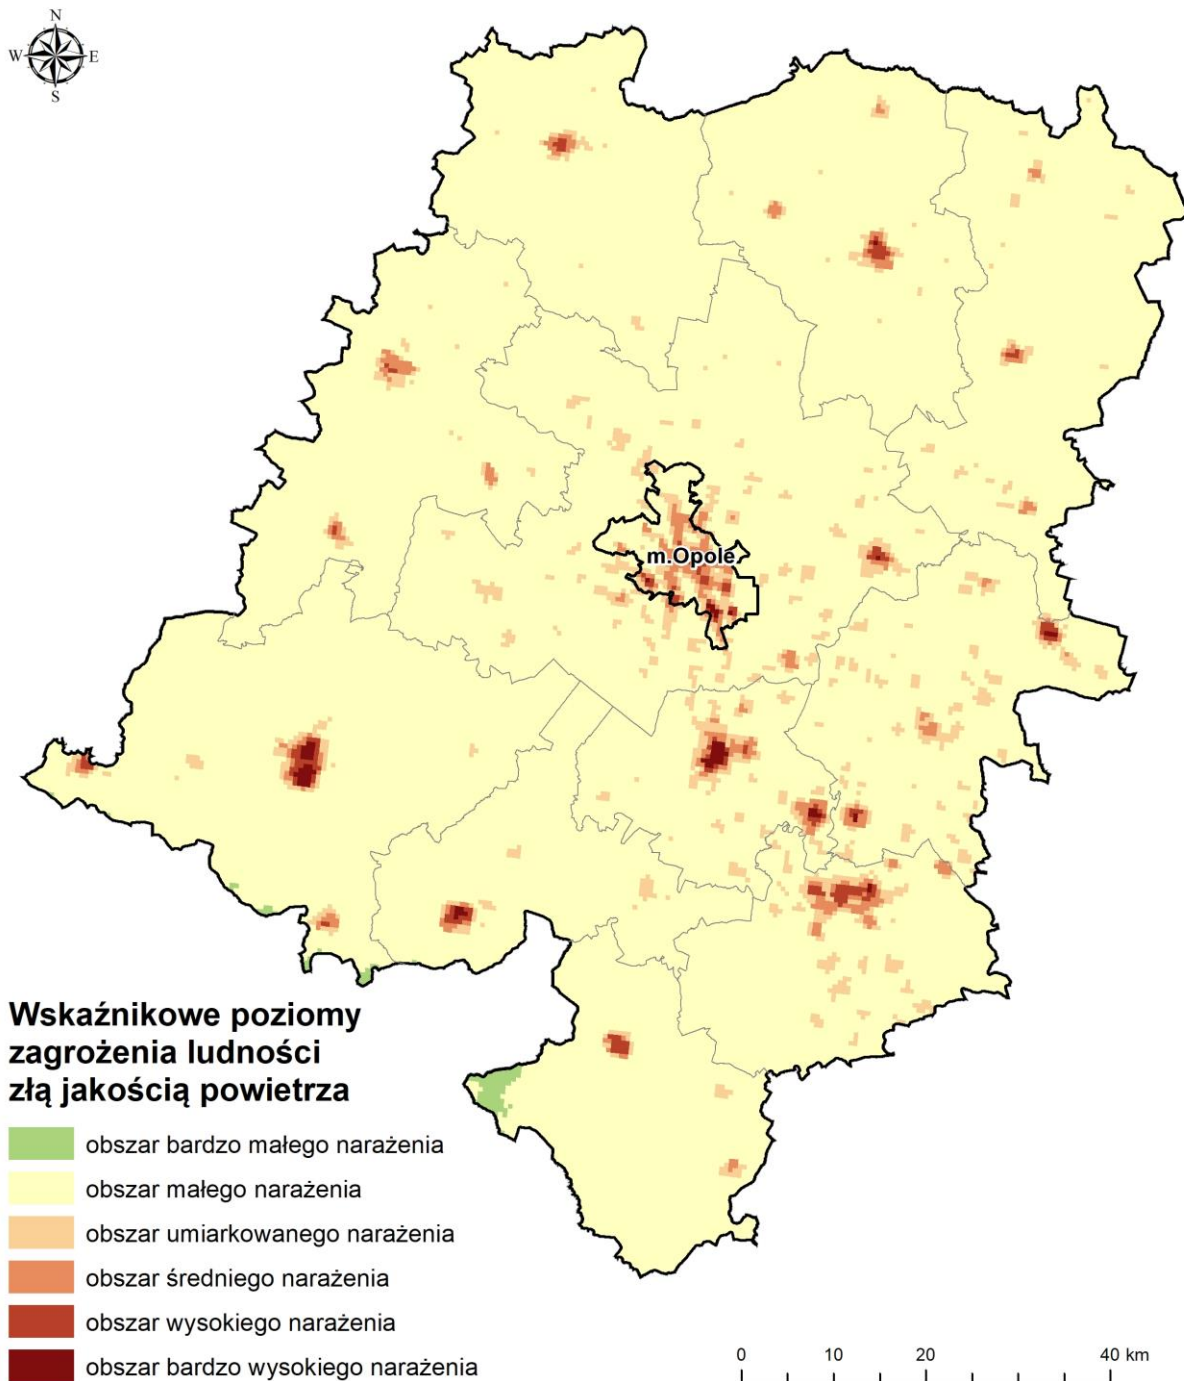 N
W E
S
m.Opole
Wskaźnikowe poziomy
zagrożenia ludności
złą jakością powietrza
obszar bardzo małego narażenia
obszar małego narażenia
obszar umiarkowanego narażenia
obszar średniego narażenia
obszar wysokiego narażenia
obszar bardzo wysokiego narażenia
0 10 20 40 km